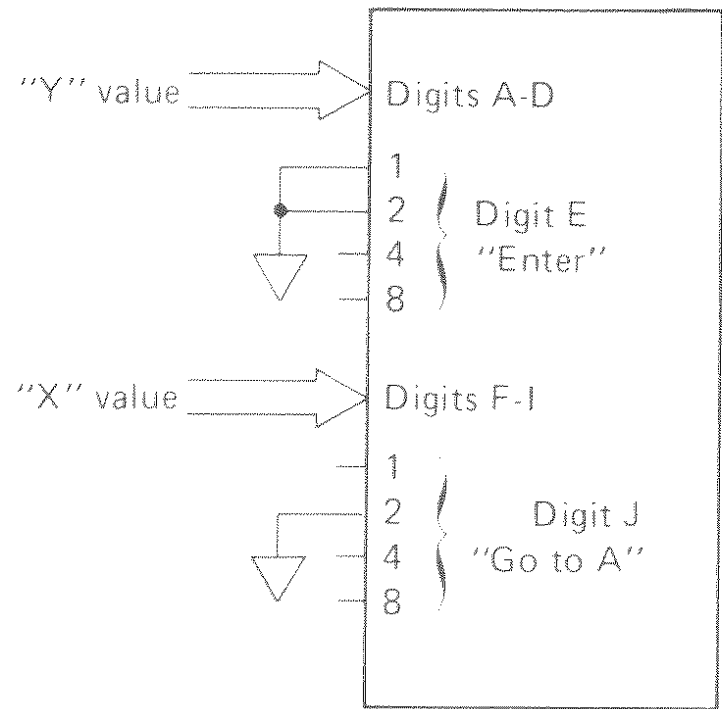 "Y" value
Digits A-D
1
2
4
8
Digit E
"Enter"
"X" value
Digits F-I
1
2
4
8
Digit J
"Go to A"